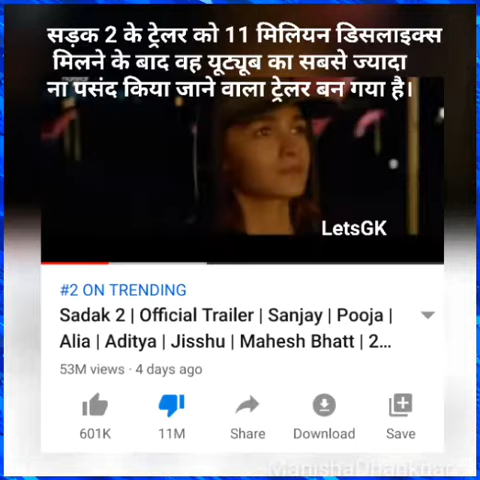 सड़क 2 के ट्रेलर को 11 मिलियन डिसलाइक्स
मिलने के बाद वह यूट्यूब का सबसे ज्यादा
ना पसंद किया जाने वाला ट्रेलर बन गया है।
LetsGK
#2 ON TRENDING
Sadak 2 | Official Trailer | Sanjay | Pooja |
Alia | Aditya | Jisshu | Mahesh Bhatt | 2...
53M views · 4 days ago
601K 11M Share Download Save
ManishaDhankhar